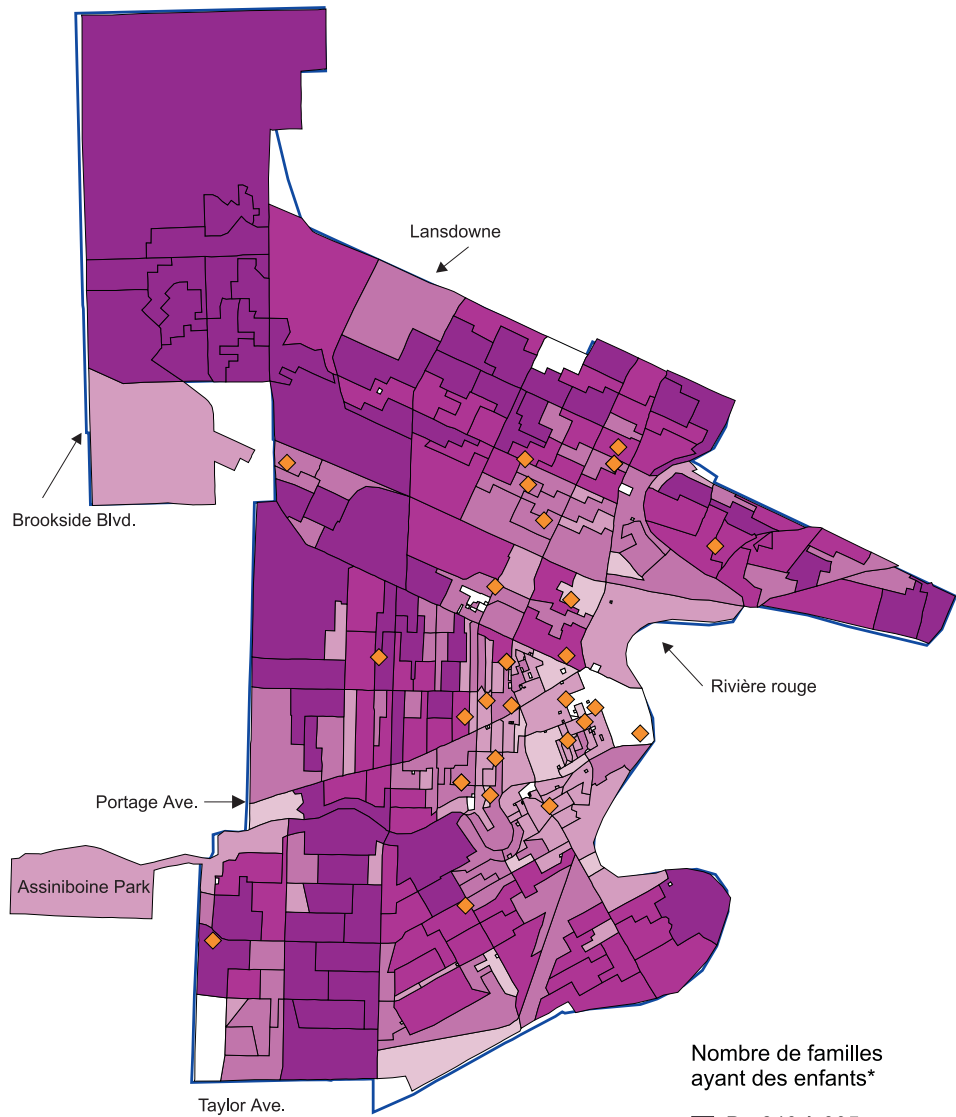 Lansdowne
Brookside Blvd.
Rivière rouge
Portage Ave.
Assiniboine Park
Nombre de familles
ayant des enfants*
Taylor Ave.